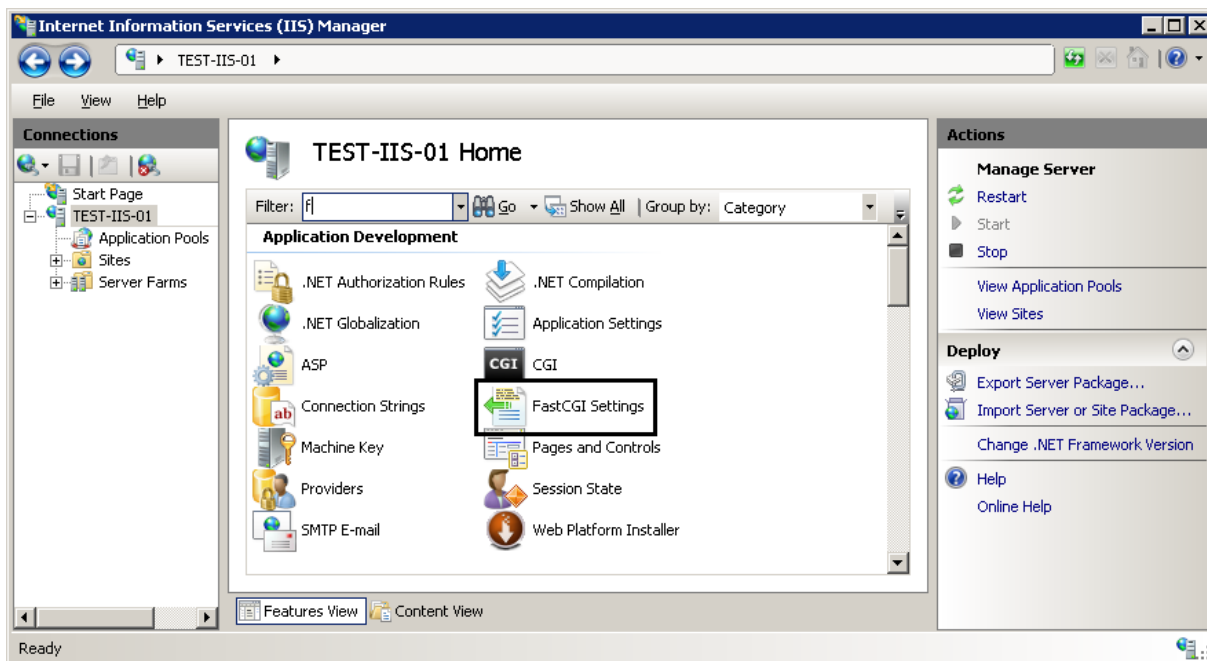 Internet Information Services (IIS) Manager
TEST-IIS-01
File View Help
Connections
Start Page
TEST-IIS-01
Application Pools
Sites
Server Farms
TEST-IIS-01 Home
Filter: f Go Show All Group by: Category
Application Development
.NET Authorization Rules .NET Compilation
.NET Globalization Application Settings
ASP CGI CGI
ab Connection Strings FastCGI Settings
Machine Key Pages and Controls
Providers Session State
SMTP E-mail Web Platform Installer
Features View Content View
Actions
Manage Server
Restart
Start
Stop
View Application Pools
View Sites
Deploy
Export Server Package...
Import Server or Site Package...
Change .NET Framework Version
Help
Online Help
Ready